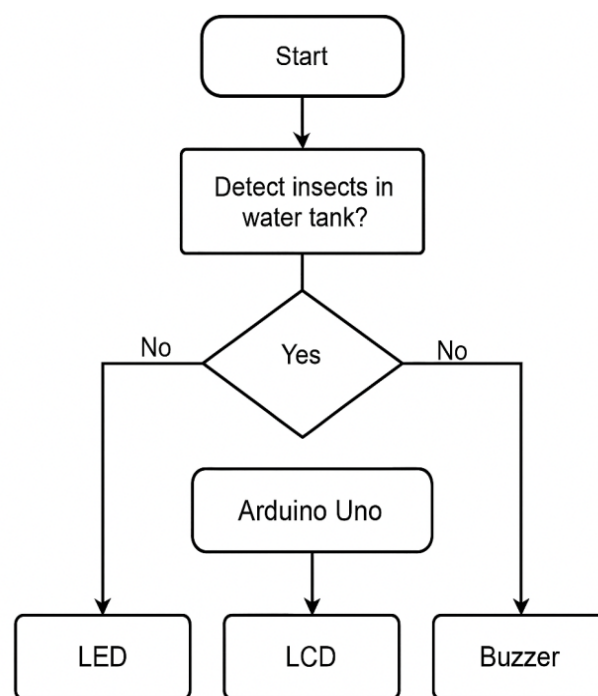 Start
Detect insects in
water tank?
No
Yes
No
Arduino Uno
LED
LCD
Buzzer